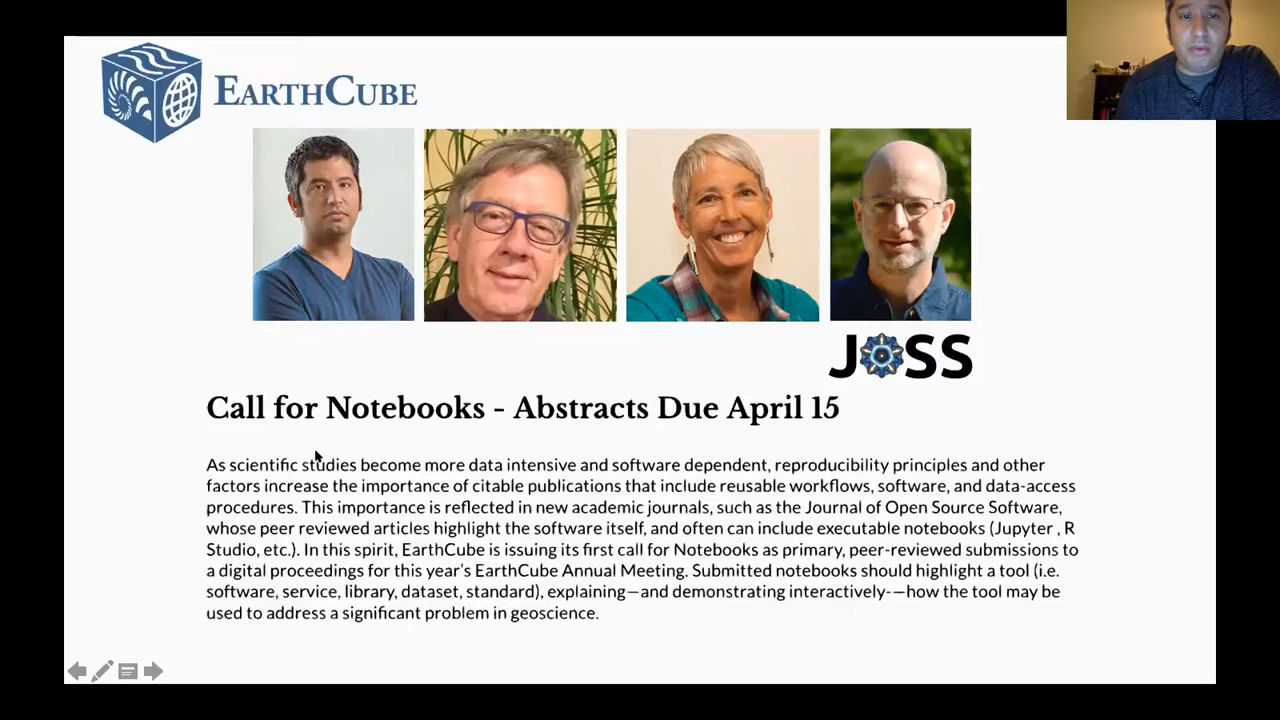 EARTHCUBE
JOSS
Call for Notebooks - Abstracts Due April 15
As scientific studies become more data intensive and software dependent, reproducibility principles and other
factors increase the importance of citable publications that include reusable workflows, software, and data-access
procedures. This importance is reflected in new academic journals, such as the Journal of Open Source Software,
whose peer reviewed articles highlight the software itself, and often can include executable notebooks (Jupyter , R
Studio, etc.). In this spirit, EarthCube is issuing its first call for Notebooks as primary, peer-reviewed submissions to
a digital proceedings for this year's EarthCube Annual Meeting. Submitted notebooks should highlight a tool (i.e.
software, service, library, dataset, standard), explaining—and demonstrating interactively-—how the tool may be
used to address a significant problem in geoscience.